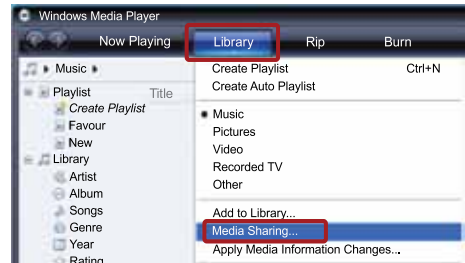 Windows Media Player
Now Playing Library Rip Burn
Music
Playlist Title
Create Playlist
Favour
New
Library
Artist
Album
Songs
Genre
Year
Rating
Create Playlist Ctrl+N
Create Auto Playlist
Music
Pictures
Video
Recorded TV
Other
Add to Library...
Media Sharing...
Apply Media Information Changes...